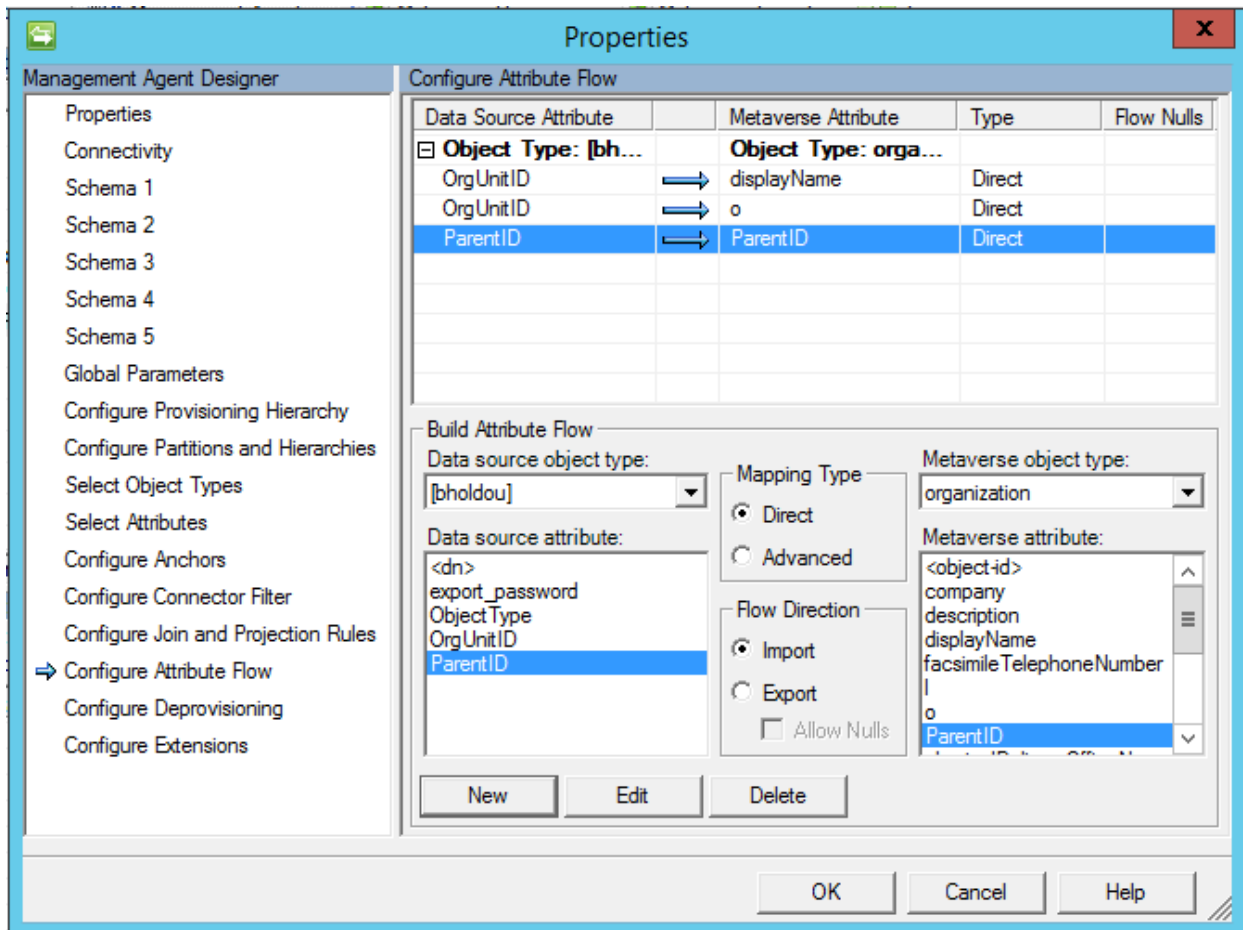 Properties
x
Management Agent Designer
Properties
Connectivity
Schema 1
Schema 2
Schema 3
Schema 4
Schema 5
Global Parameters
Configure Provisioning Hierarchy
Configure Partitions and Hierarchies
Select Object Types
Select Attributes
Configure Anchors
Configure Connector Filter
Configure Join and Projection Rules
Configure Attribute Flow
Configure Deprovisioning
Configure Extensions
Configure Attribute Flow
Data Source Attribute Metaverse Attribute Type Flow Nulls
Object Type: [bh... Object Type: orga...
OrgUnitID displayName Direct
OrgUnitID o Direct
ParentID ParentID Direct
Build Attribute Flow
Data source object type:
[bholdou]
Data source attribute:
<dn>
export_password
ObjectType
OrgUnitID
ParentID
Mapping Type
Direct
Advanced
Flow Direction
Import
Export
Allow Nulls
Metaverse object type:
organization
Metaverse attribute:
<object-id>
company
description
displayName
facsimileTelephoneNumber
l
o
ParentID
New Edit Delete
OK Cancel Help